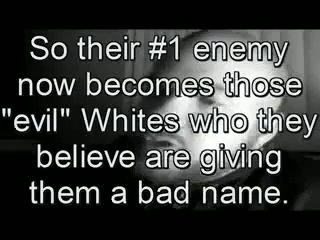 So their #1 enemy
now becomes those
"evil" Whites who they
believe are giving
them a bad name.